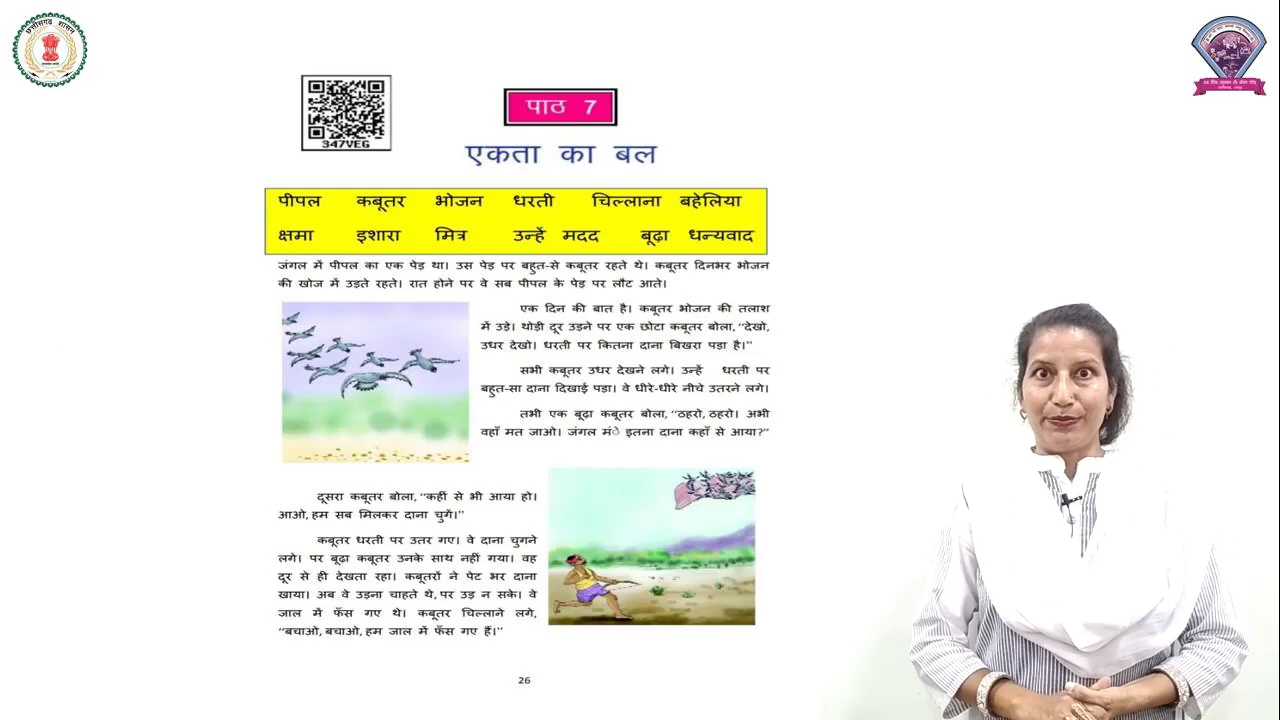 छत्तीसगढ़ शासन
347VEG
पाठ 7
एकता का बल
पीपल कबूतर भोजन धरती चिल्लाना बहेलिया
क्षमा इशारा मित्र उन्हें मदद बूढ़ा धन्यवाद
जंगल में पीपल का एक पेड़ था। उस पेड़ पर बहुत-से कबूतर रहते थे। कबूतर दिनभर भोजन
की खोज में उड़ते रहते। रात होने पर वे सब पीपल के पेड़ पर लौट आते।
एक दिन की बात है। कबूतर भोजन की तलाश
में उड़े। थोड़ी दूर उड़ने पर एक छोटा कबूतर बोला, "देखो,
उधर देखो। धरती पर कितना दाना बिखरा पड़ा है।"
सभी कबूतर उधर देखने लगे। उन्हें धरती पर
बहुत-सा दाना दिखाई पड़ा। वे धीरे-धीरे नीचे उतरने लगे।
तभी एक बूढ़ा कबूतर बोला, "ठहरो, ठहरो। अभी
वहाँ मत जाओ। जंगल मंे इतना दाना कहाँ से आया?"
दूसरा कबूतर बोला, "कहीं से भी आया हो।
आओ, हम सब मिलकर दाना चुगें।"
कबूतर धरती पर उतर गए। वे दाना चुगने
लगे। पर बूढ़ा कबूतर उनके साथ नहीं गया। वह
दूर से ही देखता रहा। कबूतरों ने पेट भर दाना
खाया। अब वे उड़ना चाहते थे, पर उड़ न सके। वे
जाल में फँस गए थे। कबूतर चिल्लाने लगे,
"बचाओ, बचाओ, हम जाल में फँस गए हैं।"
26